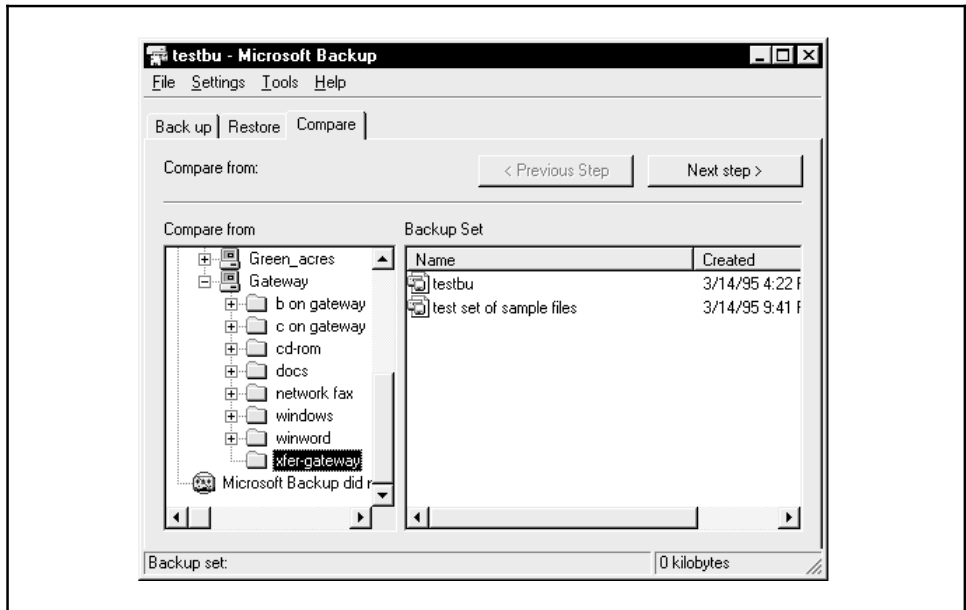 testbu - Microsoft Backup
File Settings Tools Help
Back up Restore Compare
Compare from:
< Previous Step Next step >
Compare from
Backup Set
Green_acres
Gateway
b on gateway
c on gateway
cd-rom
docs
network fax
windows
winword
xfer-gateway
Microsoft Backup did
Name Created
testbu 3/14/95 4:22
test set of sample files 3/14/95 9:41
Backup set: 0 kilobytes